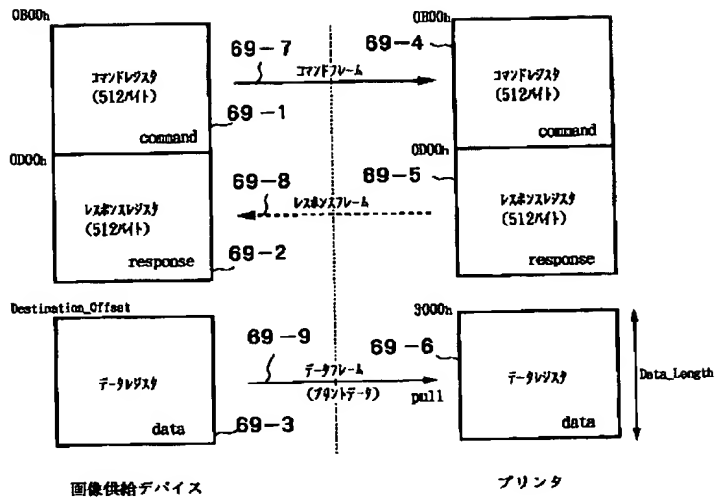 0B00h
コマンドレジスタ
(512バイト)
command
69-1
0D00h
レスポンスレジスタ
(512バイト)
response
69-2
Destination_Offset
データレジスタ
data
69-3
69-7
コマンドフレーム
69-8
レスポンスフレーム
69-9
データフレーム
(プリントデータ)
pull
0B00h
69-4
コマンドレジスタ
(512バイト)
command
0D00h
69-5
レスポンスレジスタ
(512バイト)
response
3000h
69-6
データレジスタ
data
Data_Length
画像供給デバイス
プリンタ